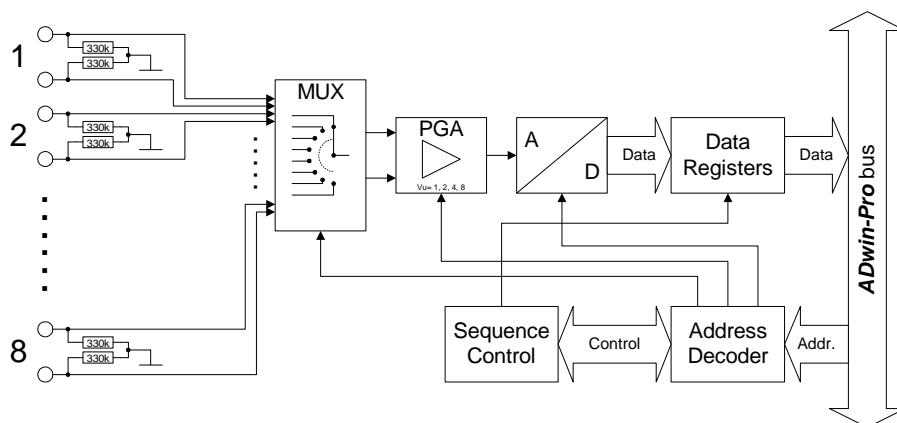 1
330k
330k
2
330k
330k
8
330k
330k
MUX
PGA
Vu= 1, 2, 4, 8
A
D
Data
Data
Registers
Data
Sequence
Control
Control
Address
Decoder
Addr.
ADwin-Pro bus